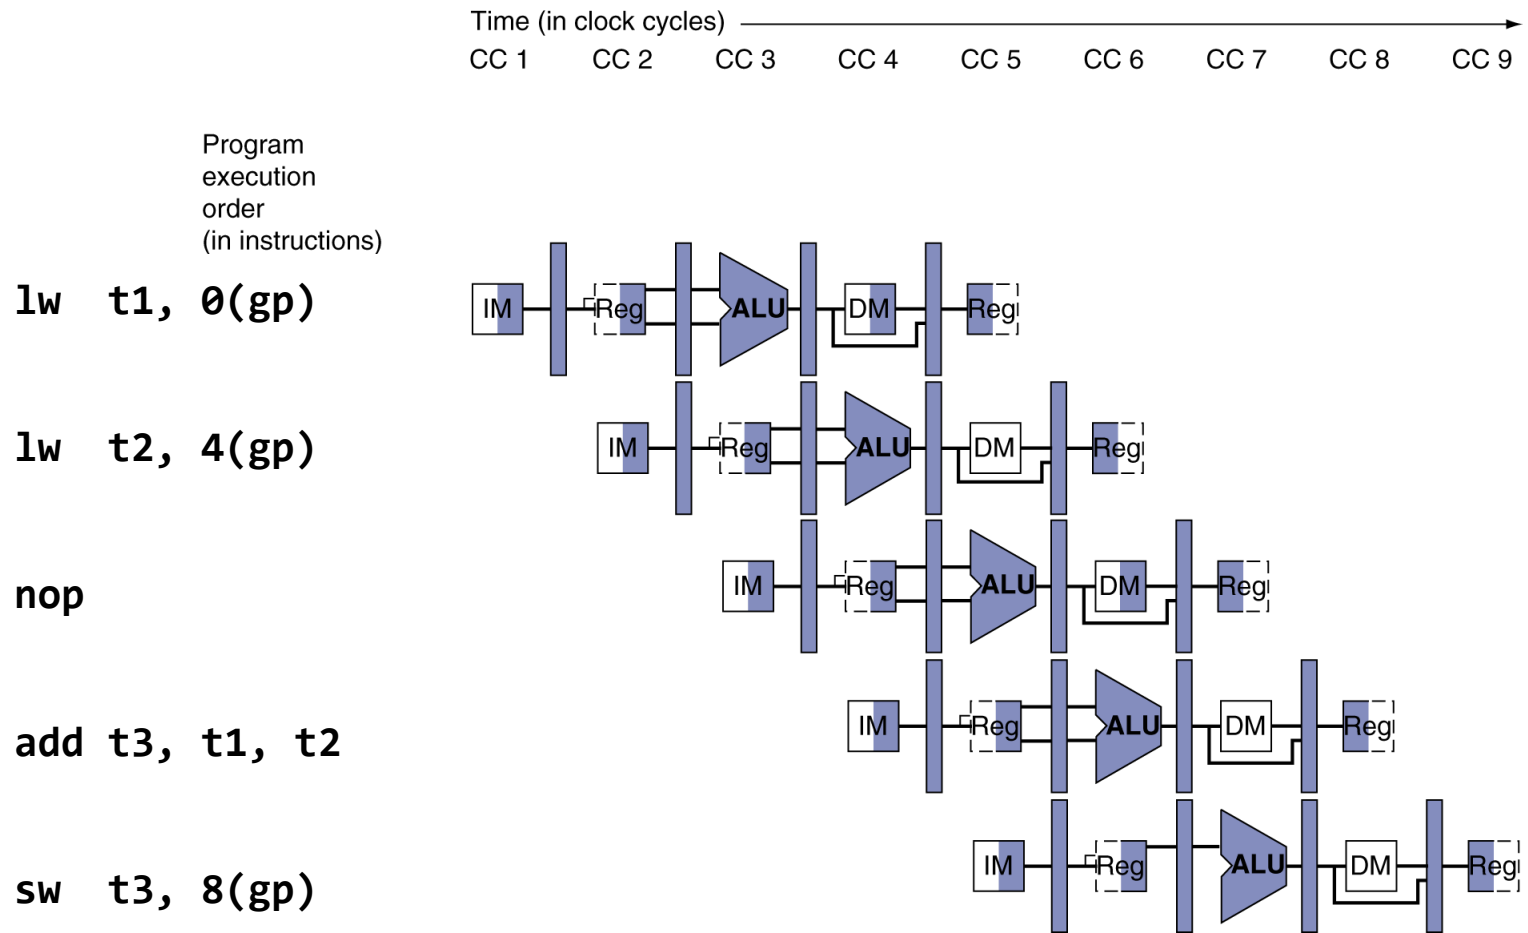 Time (in clock cycles)
CC 1 CC 2 CC 3 CC 4 CC 5 CC 6 CC 7 CC 8 CC 9
Program
execution
order
(in instructions)
lw t1, 0(gp)
IM Reg ALU DM Reg
lw t2, 4(gp)
IM Reg ALU DM Reg
nop
IM Reg ALU DM Reg
add t3, t1, t2
IM Reg ALU DM Reg
sw t3, 8(gp)
IM Reg ALU DM Reg